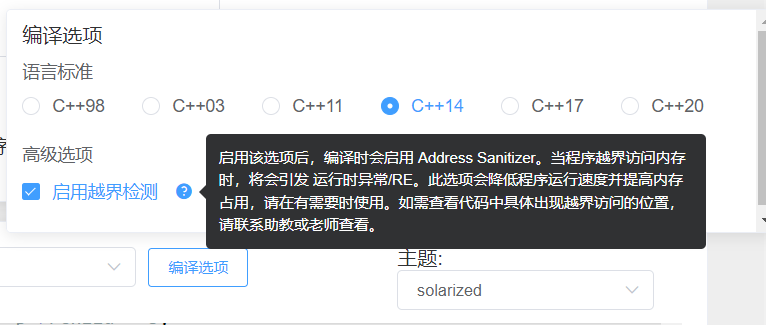 编译选项
语言标准
C++98 C++03 C++11 C++14 C++17 C++20
高级选项
启用越界检测 ?
启用该选项后，编译时会启用 Address Sanitizer。当程序越界访问内存
时，将会引发 运行时异常/RE。此选项会降低程序运行速度并提高内存
占用，请在有需要时使用。如需查看代码中具体出现越界访问的位置，
请联系助教或老师查看。
编译选项
主题:
solarized